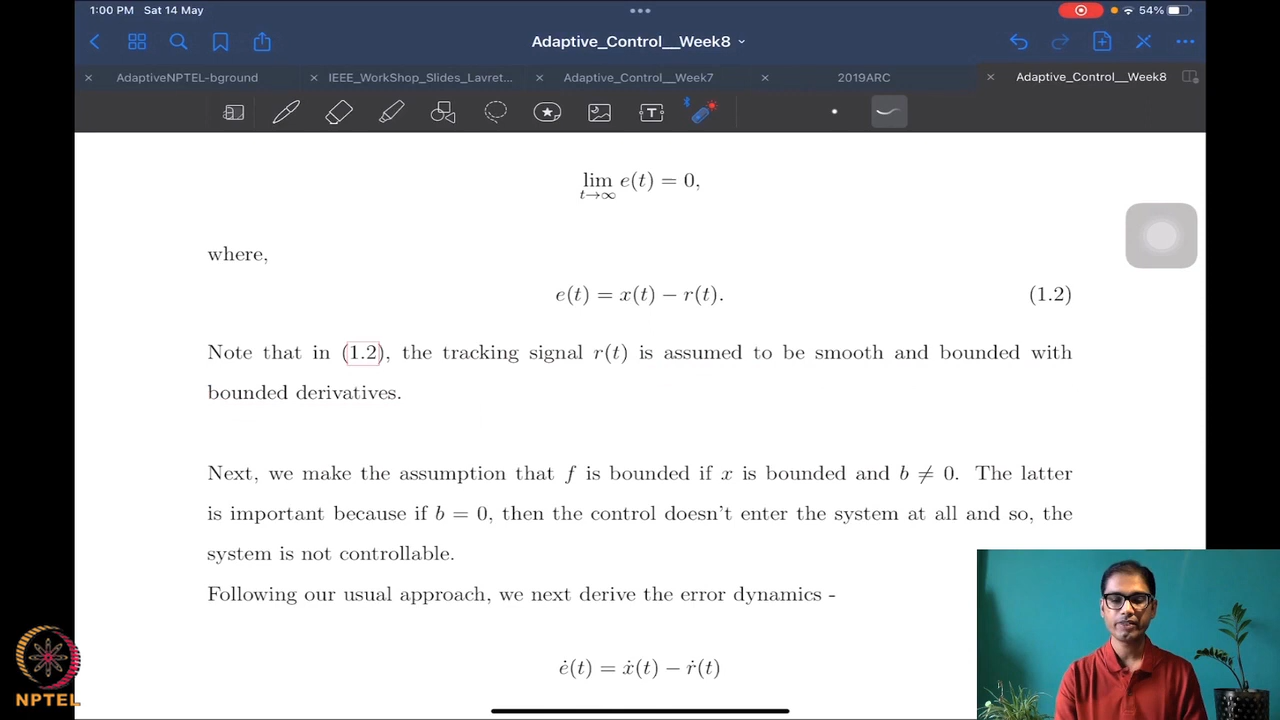 1:00 PM Sat 14 May
54%
Adaptive_Control__Week8
AdaptiveNPTEL-bground
IEEE_WorkShop_Slides_Lavret...
Adaptive_Control__Week7
2019ARC
Adaptive_Control__Week8
lim e(t) = 0,
t→∞
where,
e(t) = x(t) − r(t). (1.2)
Note that in (1.2), the tracking signal r(t) is assumed to be smooth and bounded with
bounded derivatives.
Next, we make the assumption that f is bounded if x is bounded and b ≠ 0. The latter
is important because if b = 0, then the control doesn't enter the system at all and so, the
system is not controllable.
Following our usual approach, we next derive the error dynamics -
ė(t) = ẋ(t) − ṙ(t)
NPTEL